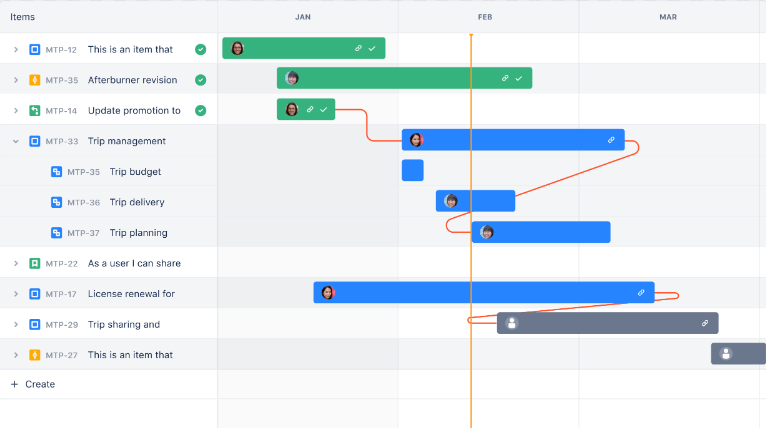 Items JAN FEB MAR
MTP-12 This is an item that
MTP-35 Afterburner revision
MTP-14 Update promotion to
MTP-33 Trip management
MTP-35 Trip budget
MTP-36 Trip delivery
MTP-37 Trip planning
MTP-22 As a user I can share
MTP-17 License renewal for
MTP-29 Trip sharing and
MTP-27 This is an item that
+ Create